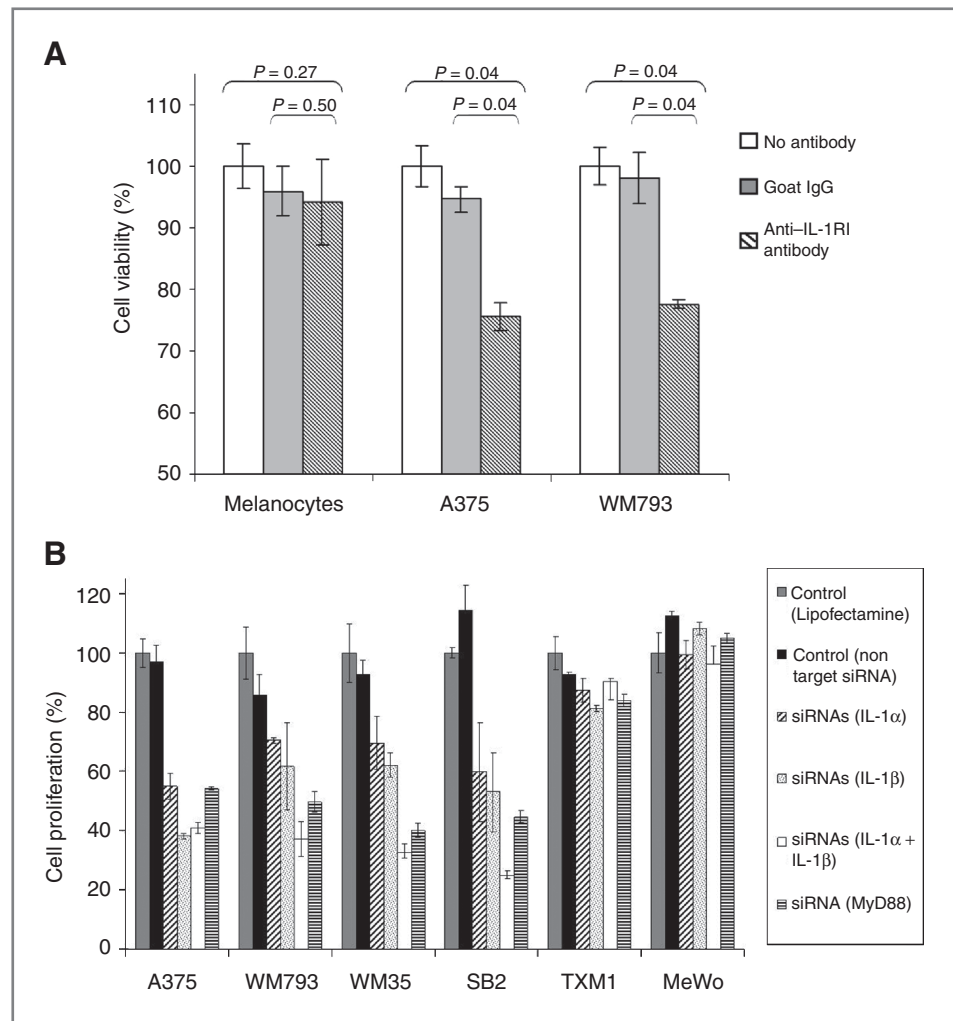 A
P = 0.27
P = 0.04
P = 0.04
P = 0.50
P = 0.04
P = 0.04
110
100
90
80
70
60
50
Cell viability (%)
Melanocytes
A375
WM793
No antibody
Goat IgG
Anti–IL-1RI
antibody
B
120
100
80
60
40
20
0
Cell proliferation (%)
A375
WM793
WM35
SB2
TXM1
MeWo
Control
(Lipofectamine)
Control (non
target siRNA)
siRNAs (IL-1α)
siRNAs (IL-1β)
siRNAs (IL-1α +
IL-1β)
siRNA (MyD88)